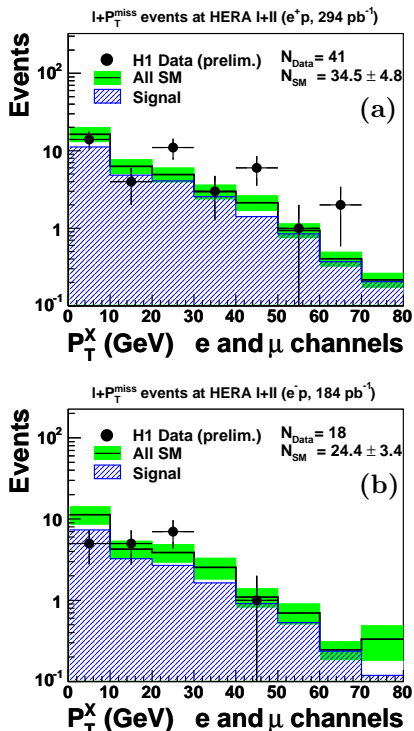 l+P_T^miss events at HERA I+II (e⁺p, 294 pb⁻¹)
Events
10²
10
1
10⁻¹
H1 Data (prelim.)
All SM
Signal
N_Data = 41
N_SM = 34.5 ± 4.8
(a)
0 10 20 30 40 50 60 70 80
P_T^X (GeV) e and μ channels
l+P_T^miss events at HERA I+II (e⁻p, 184 pb⁻¹)
Events
10²
10
1
10⁻¹
H1 Data (prelim.)
All SM
Signal
N_Data = 18
N_SM = 24.4 ± 3.4
(b)
0 10 20 30 40 50 60 70 80
P_T^X (GeV) e and μ channels